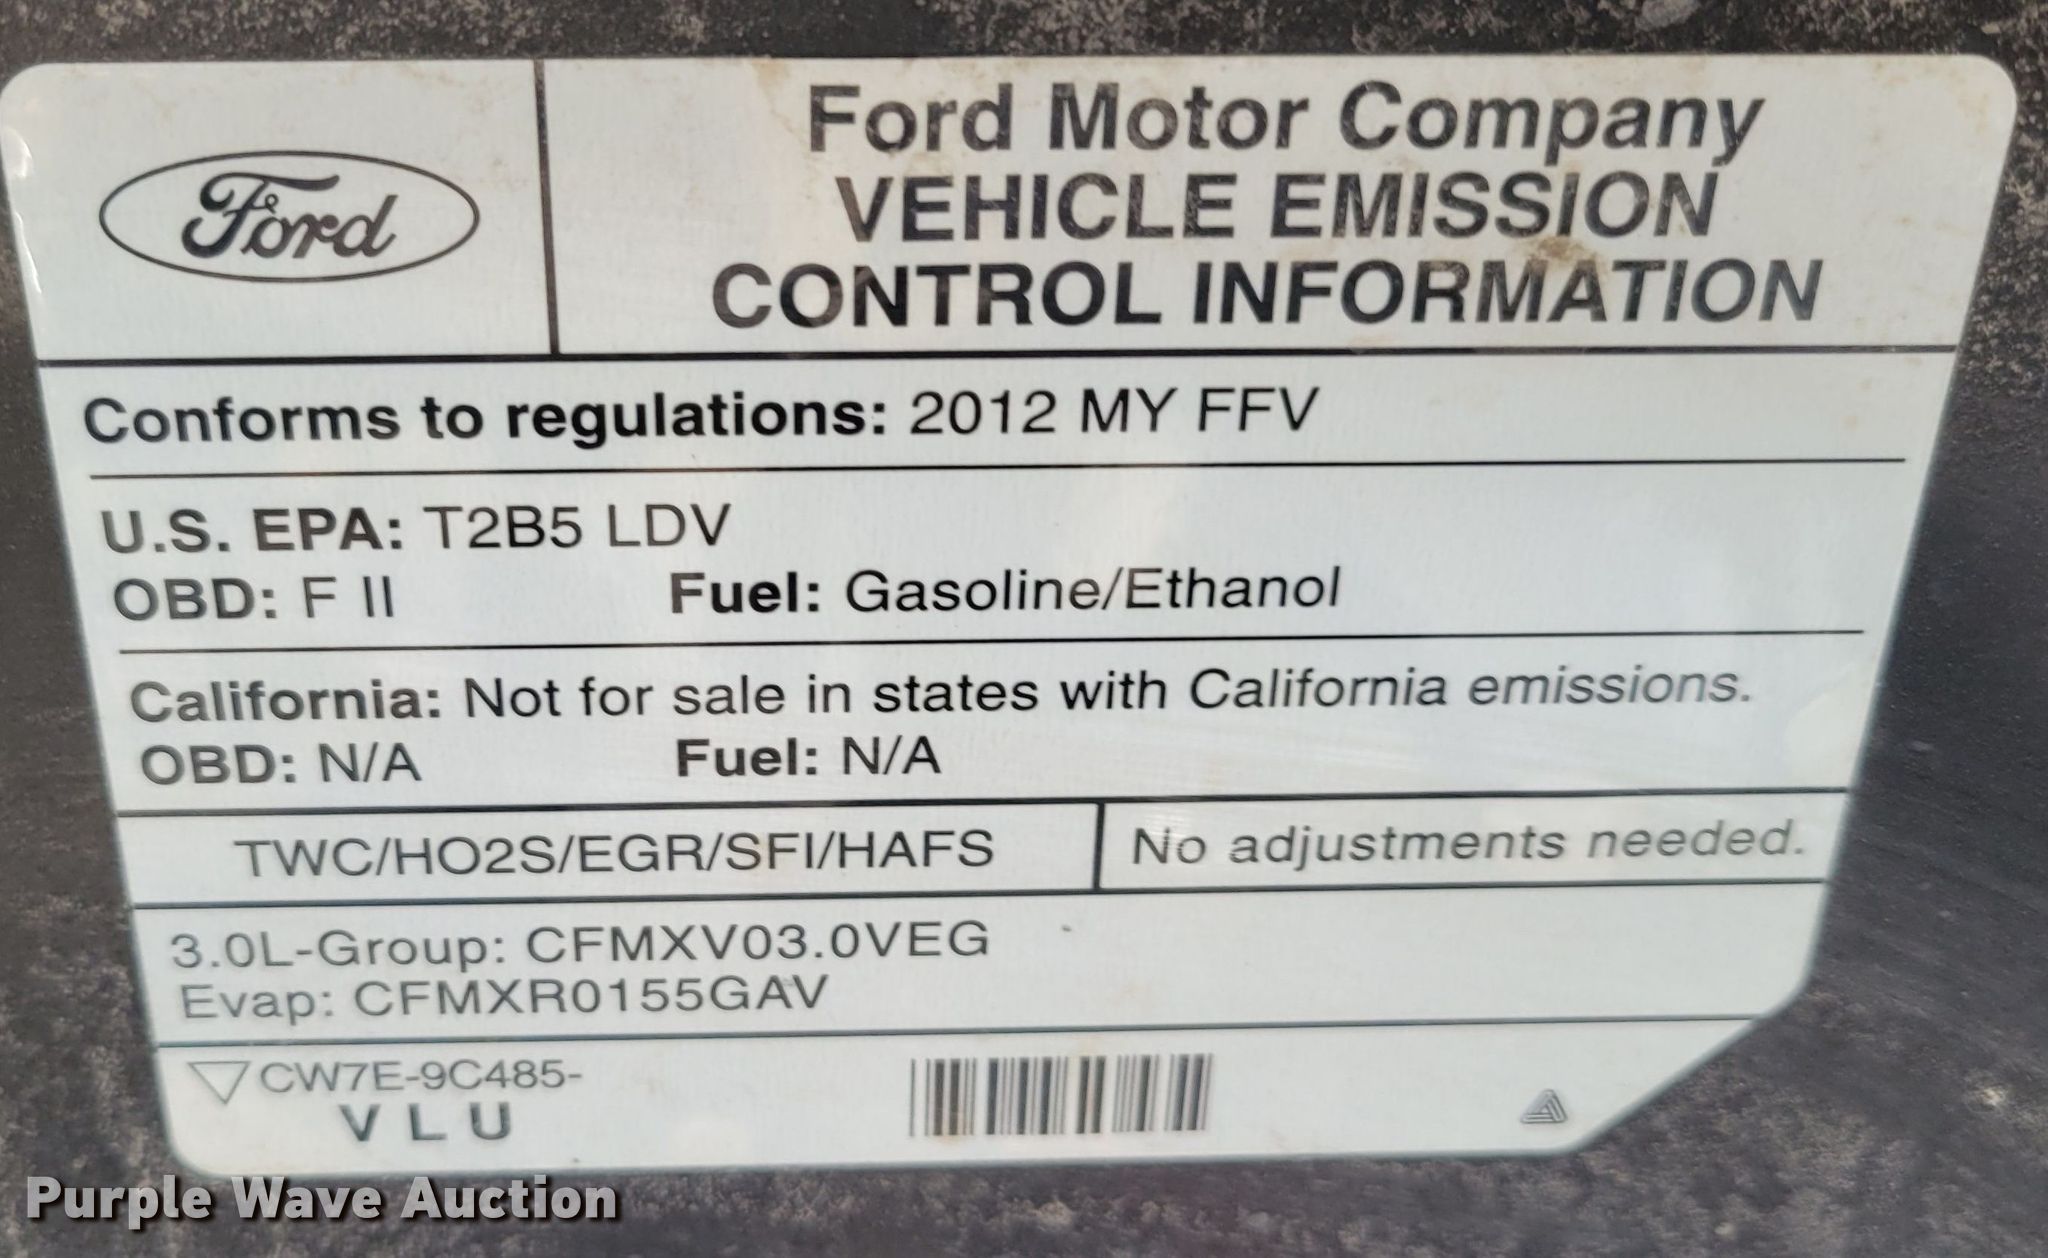 Ford
Ford Motor Company
VEHICLE EMISSION
CONTROL INFORMATION
Conforms to regulations: 2012 MY FFV
U.S. EPA: T2B5 LDV
OBD: F II Fuel: Gasoline/Ethanol
California: Not for sale in states with California emissions.
OBD: N/A Fuel: N/A
TWC/HO2S/EGR/SFI/HAFS No adjustments needed.
3.0L-Group: CFMXV03.0VEG
Evap: CFMXR0155GAV
CW7E-9C485-
V L U
Purple Wave Auction